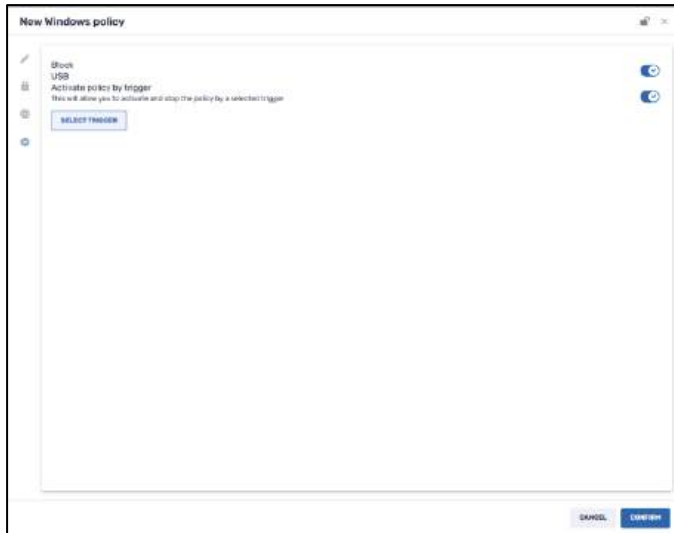 New Windows policy
Block
USB
Activate policy by trigger
This will allow you to activate and stop the policy by a selected trigger
SELECT TRIGGER
CANCEL
CONFIRM